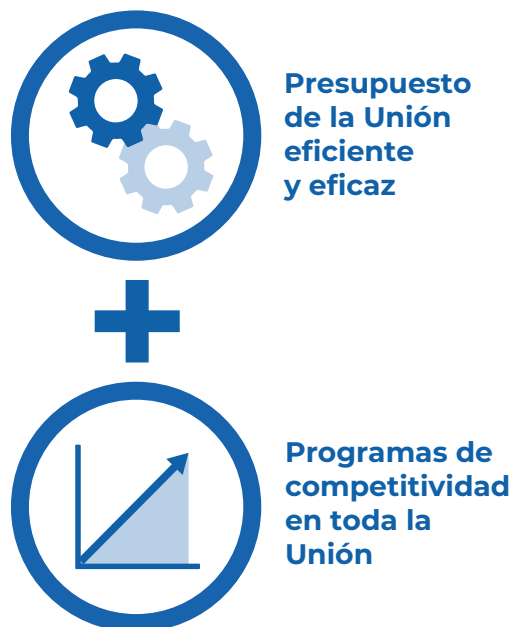 Presupuesto
de la Unión
eficiente
y eficaz
Programas de
competitividad
en toda la
Unión